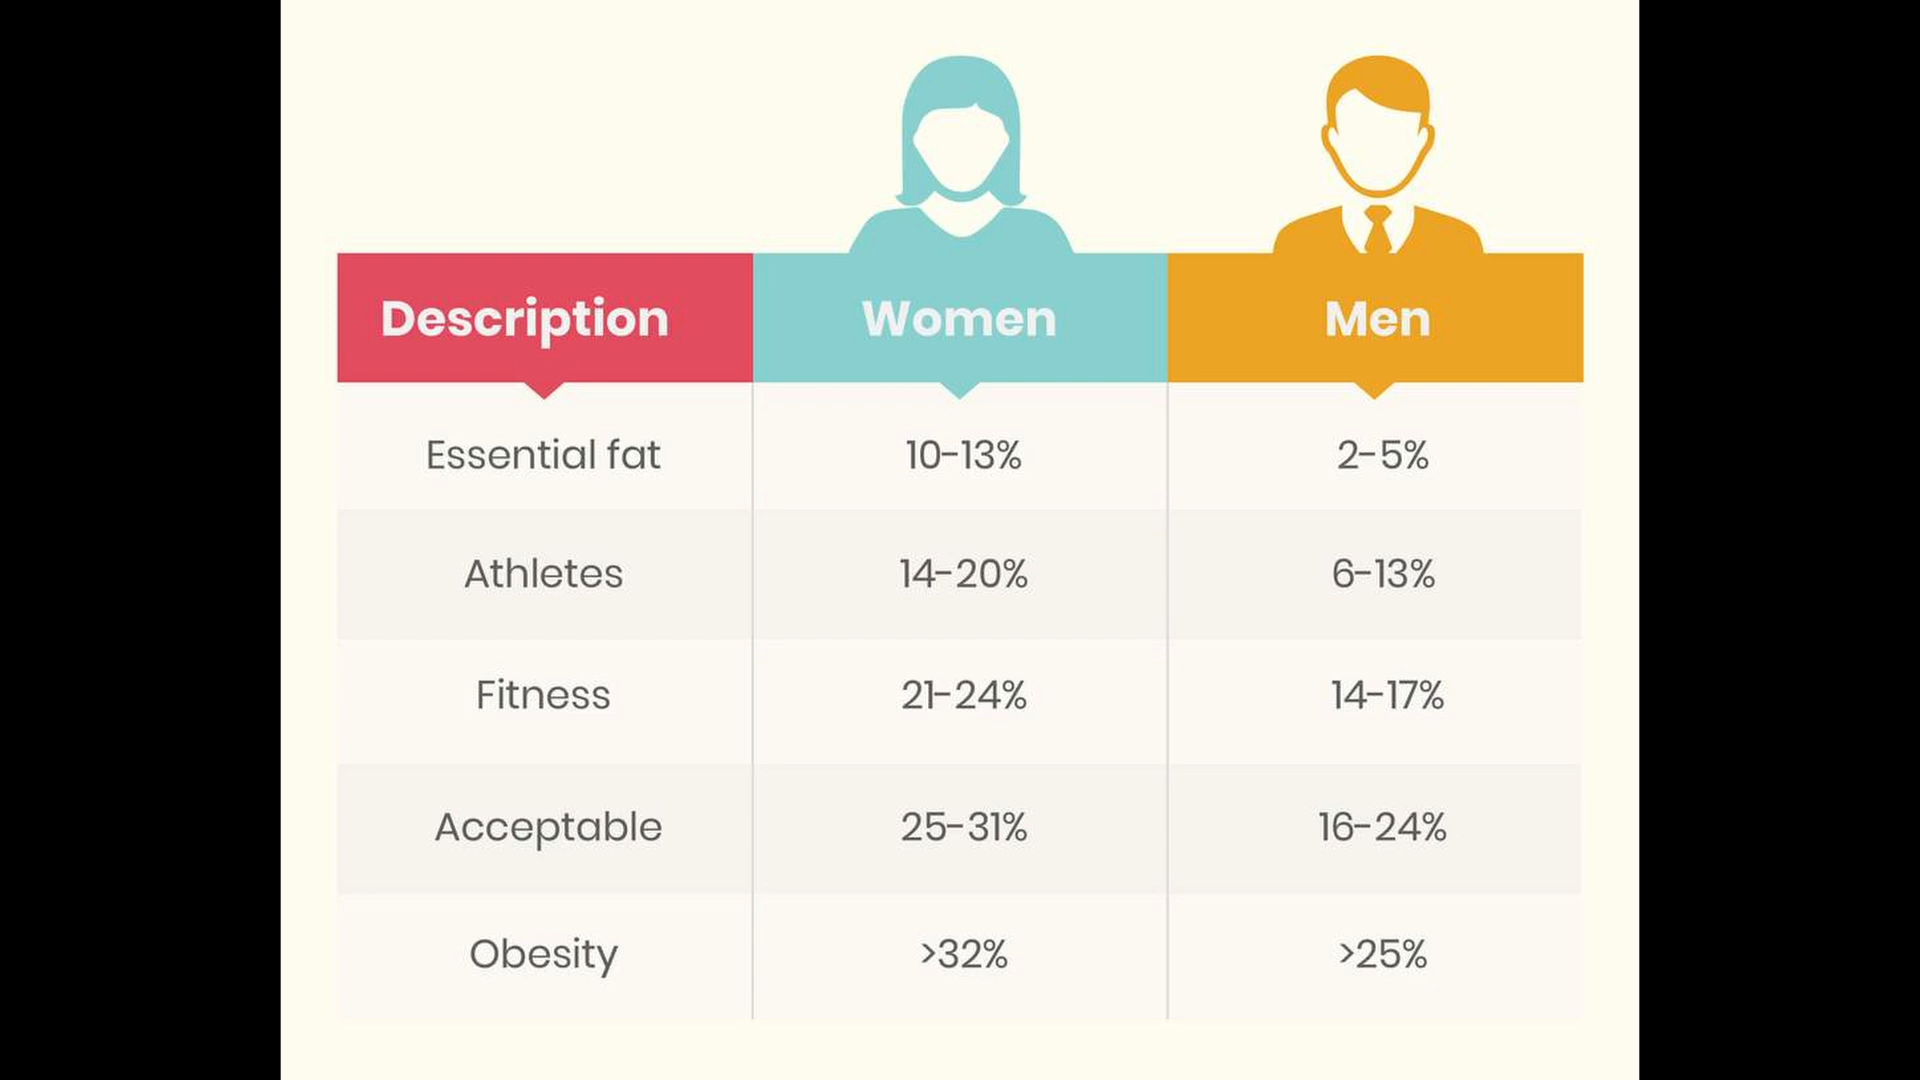 Description Women Men
Essential fat 10-13% 2-5%
Athletes 14-20% 6-13%
Fitness 21-24% 14-17%
Acceptable 25-31% 16-24%
Obesity >32% >25%